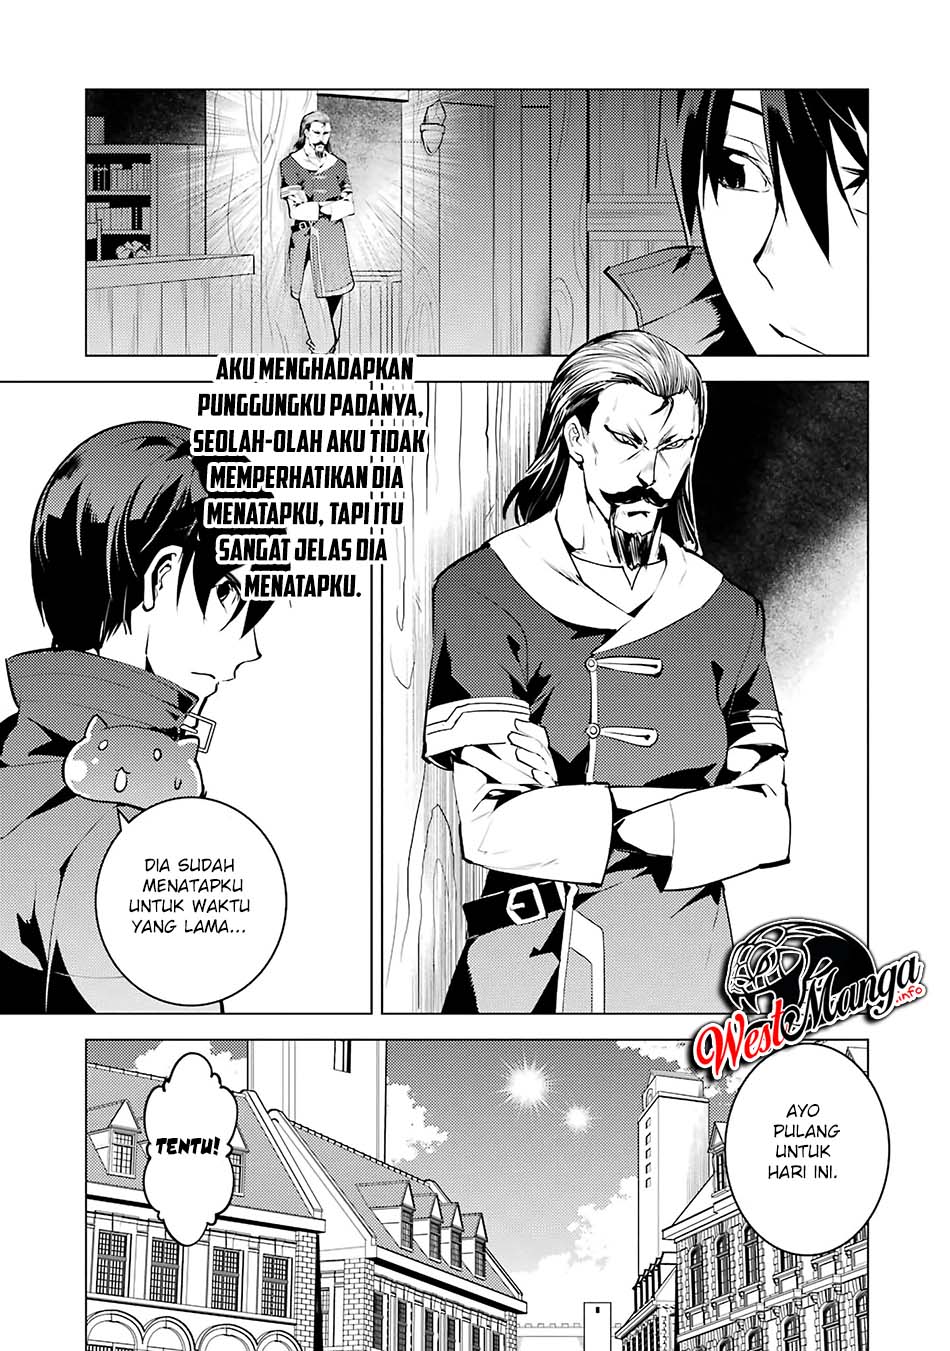 AKU MENGHADAPKAN
PUNGGUNGKU PADANYA,
SEOLAH-OLAH AKU TIDAK
MEMPERHATIKAN DIA
MENATAPKU, TAPI ITU
SANGAT JELAS DIA
MENATAPKU.
DIA SUDAH
MENATAPKU
UNTUK WAKTU
YANG LAMA...
WestManga
.info
AYO
PULANG
UNTUK
HARI INI.
TENTU!